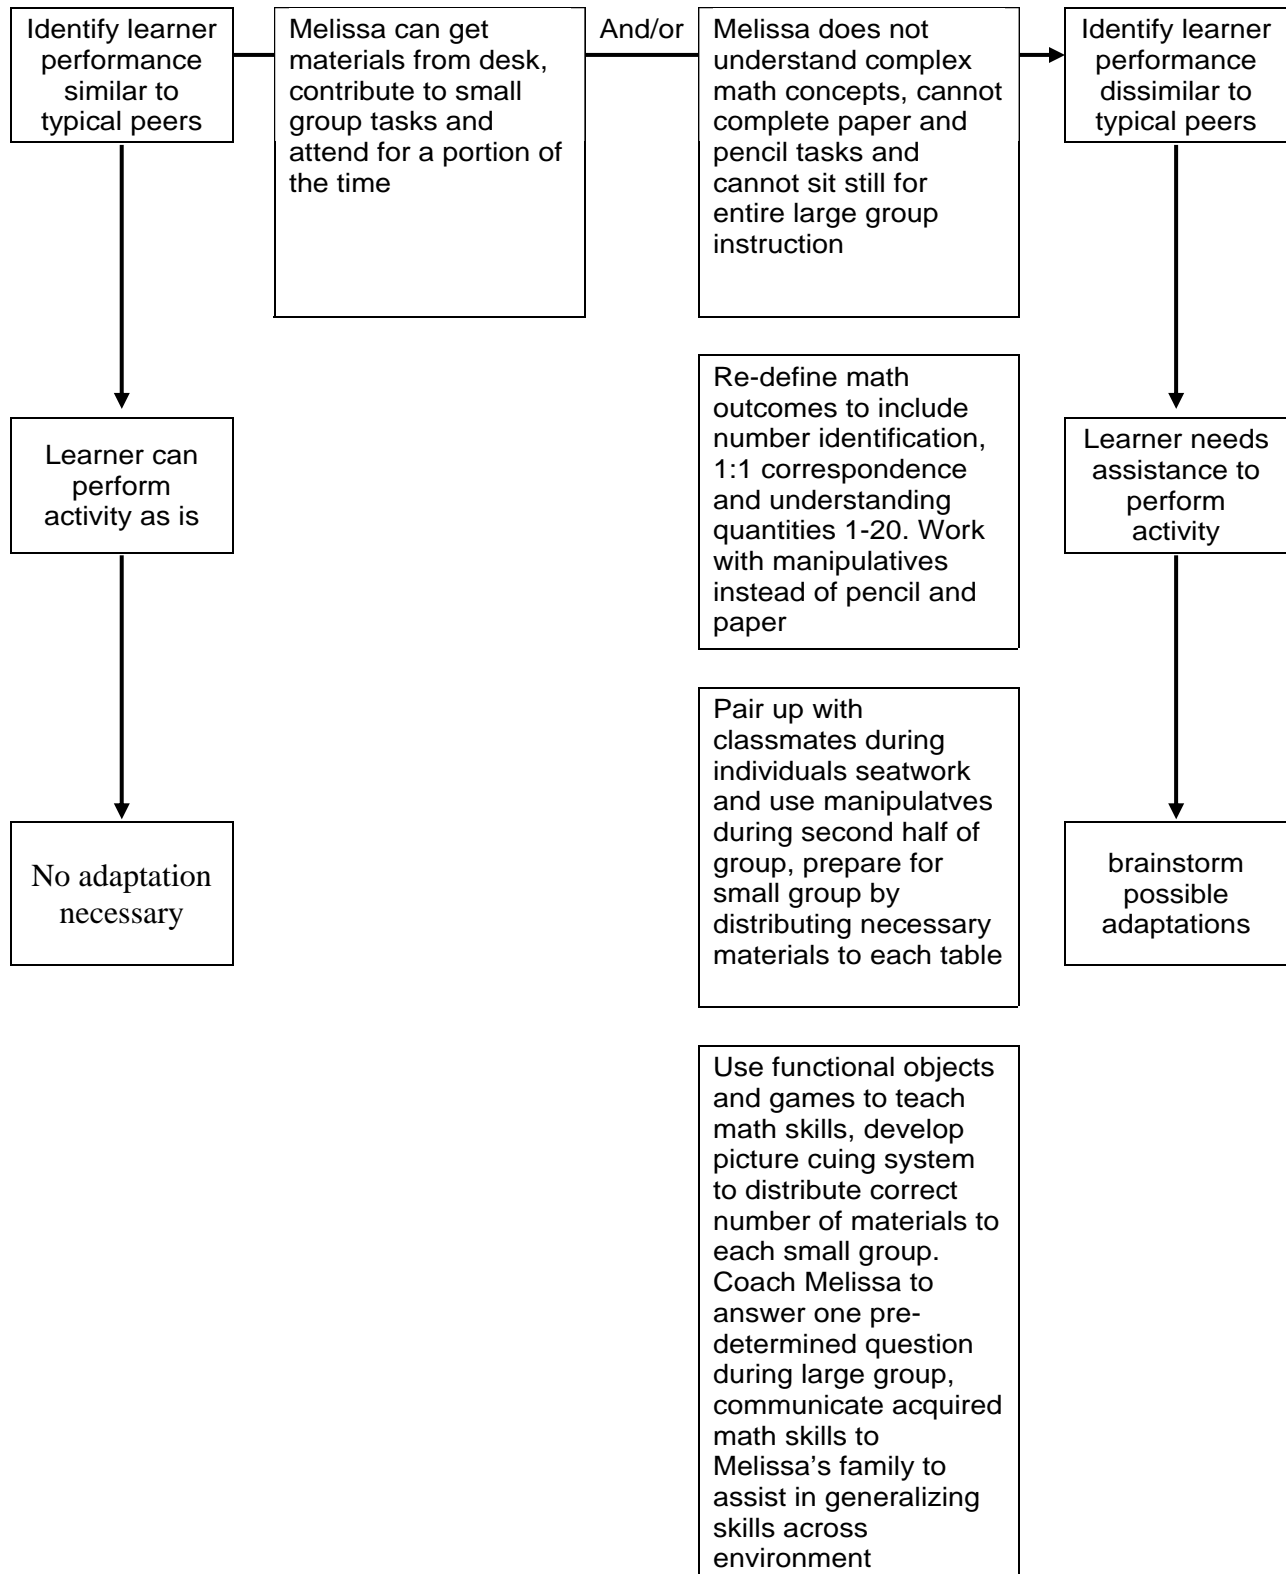 Identify learner
performance
similar to
typical peers
Melissa can get
materials from desk,
contribute to small
group tasks and
attend for a portion of
the time
And/or
Melissa does not
understand complex
math concepts, cannot
complete paper and
pencil tasks and
cannot sit still for
entire large group
instruction
Identify learner
performance
dissimilar to
typical peers
Learner can
perform
activity as is
Re-define math
outcomes to include
number identification,
1:1 correspondence
and understanding
quantities 1-20. Work
with manipulatives
instead of pencil and
paper
Learner needs
assistance to
perform
activity
No adaptation
necessary
Pair up with
classmates during
individuals seatwork
and use manipulatves
during second half of
group, prepare for
small group by
distributing necessary
materials to each table
brainstorm
possible
adaptations
Use functional objects
and games to teach
math skills, develop
picture cuing system
to distribute correct
number of materials to
each small group.
Coach Melissa to
answer one pre-
determined question
during large group,
communicate acquired
math skills to
Melissa’s family to
assist in generalizing
skills across
environment